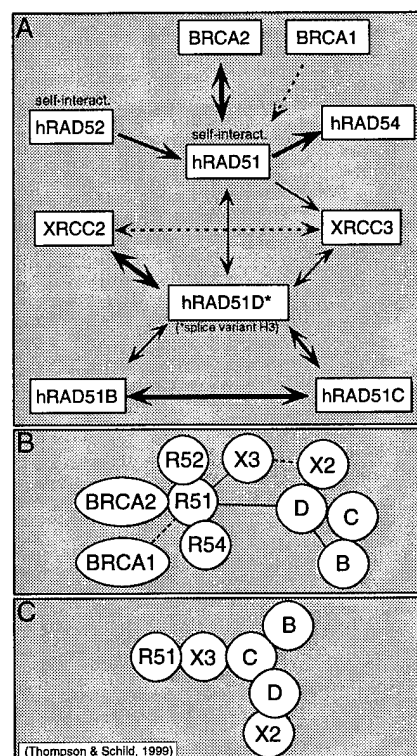 A
BRCA2 BRCA1
self-interact.
hRAD52
self-interact.
hRAD51
hRAD54
XRCC2 XRCC3
hRAD51D*
(*splice variant H3)
hRAD51B hRAD51C
B
R52 X3 X2
BRCA2 R51 D C
BRCA1 R54 B
C
B
R51 X3 C
D
X2
(Thompson & Schild, 1999)